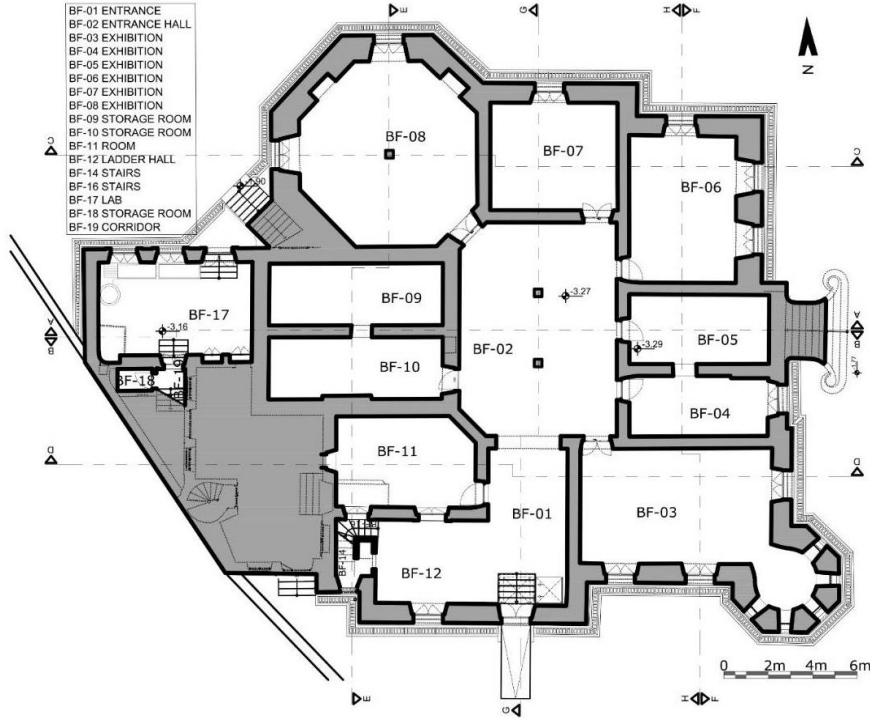 BF-01 ENTRANCE
BF-02 ENTRANCE HALL
BF-03 EXHIBITION
BF-04 EXHIBITION
BF-05 EXHIBITION
BF-06 EXHIBITION
BF-07 EXHIBITION
BF-08 EXHIBITION
BF-09 STORAGE ROOM
BF-10 STORAGE ROOM
BF-11 ROOM
BF-12 LADDER HALL
BF-14 STAIRS
BF-16 STAIRS
BF-17 LAB
BF-18 STORAGE ROOM
BF-19 CORRIDOR
E
G
H
F
N
C
C
BF-08
BF-07
BF-06
BF-09
-3.27
BF-17
-3.16
A
B
BF-02
BF-05
-3.29
A
B
BF-18
BF-19
BF-10
BF-04
D
BF-11
D
BF-01
BF-03
BF-16
BF-14
BF-12
0 2m 4m 6m
E
G
H
F